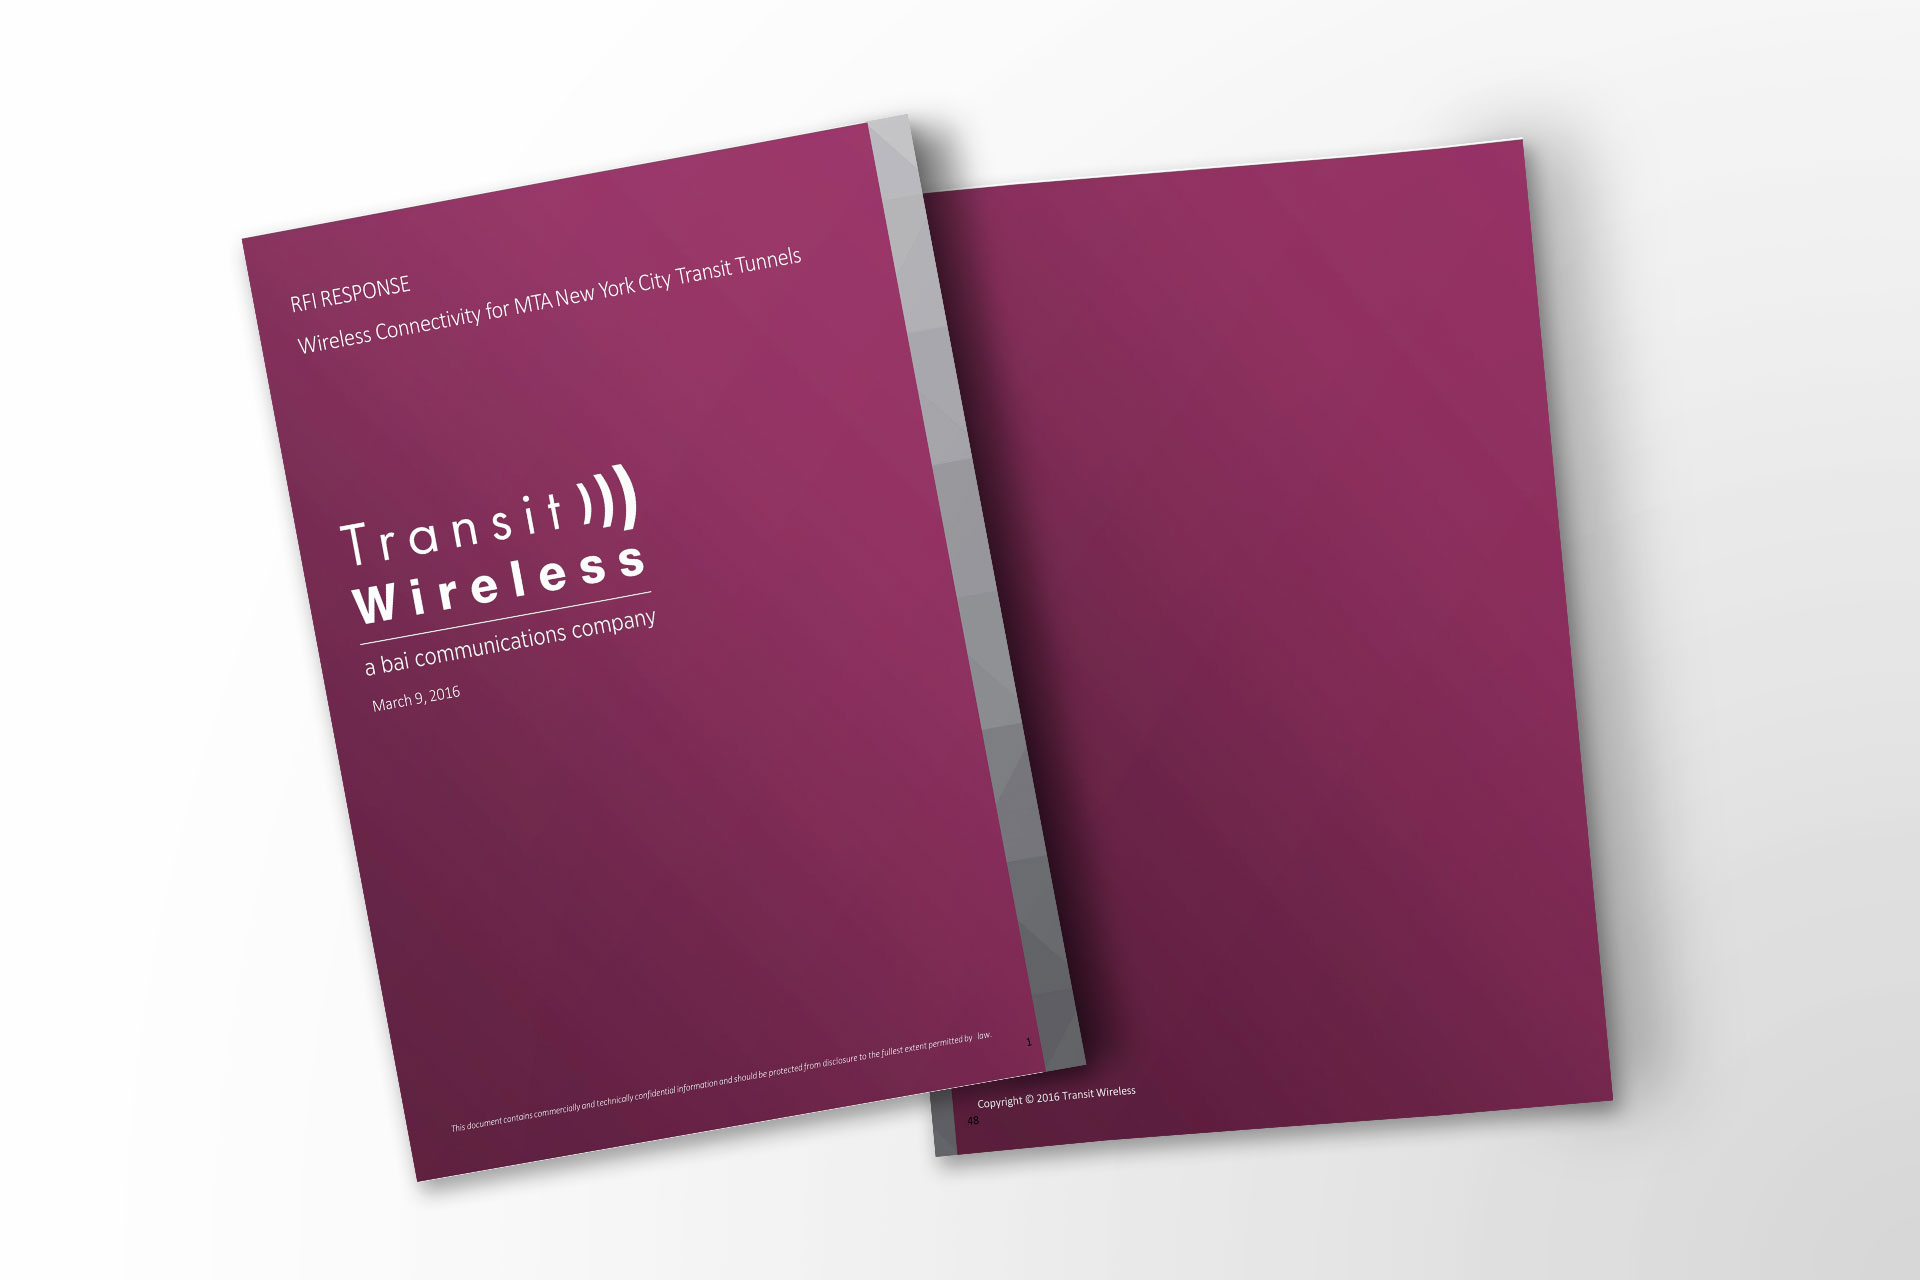 RFI RESPONSE
Wireless Connectivity for MTA New York City Transit Tunnels
Transit
Wireless
a bai communications company
March 9, 2016
This document contains commercially and technically confidential information and should be protected from disclosure to the fullest extent permitted by law.
1
Copyright © 2016 Transit Wireless
48